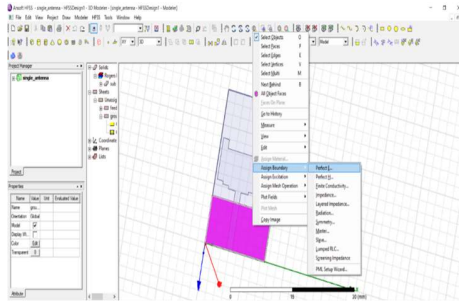 Ansoft HFSS - single_antenna - HFSSDesign1 - 3D Modeler - [single_antenna - HFSSDesign1 - Modeler]
File Edit View Project Draw Modeler HFSS Tools Window Help
Project Manager
single_antenna
Project
Properties
Name Value Unit Evaluated Value
Name grou...
Orientation Global
Model
Display Wi...
Color Edit
Transparent 0
Attribute
Solids
Sheets
Planes
Lists
Select Objects O
Select Faces F
Select Edges E
Select Vertices V
Select Multi M
Next Behind B
All Object Faces
Faces On Plane
Go to History
Measure
View
Edit
Assign Material...
Assign Boundary
Assign Excitation
Assign Mesh Operation
Plot Fields
Plot Mesh
Copy Image
Perfect E...
Perfect H...
Finite Conductivity...
Impedance...
Layered Impedance...
Radiation...
Symmetry...
Master...
Slave...
Lumped RLC...
Screening Impedance
PML Setup Wizard...
0 10 20 (mm)